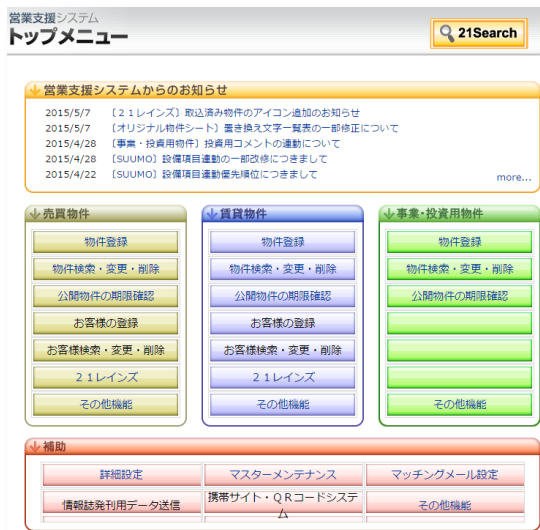 営業支援システム
トップメニュー
21Search
営業支援システムからのお知らせ
2015/5/7 〔２１レインズ〕取込済み物件のアイコン追加のお知らせ
2015/5/7 〔オリジナル物件シート〕置き換え文字一覧表の一部修正について
2015/4/28 〔事業・投資用物件〕投資用コメントの連動について
2015/4/28 〔SUUMO〕設備項目連動の一部改修につきまして
2015/4/22 〔SUUMO〕設備項目連動優先順位につきまして
more...
売買物件
物件登録
物件検索・変更・削除
公開物件の期限確認
お客様の登録
お客様検索・変更・削除
２１レインズ
その他機能
賃貸物件
物件登録
物件検索・変更・削除
公開物件の期限確認
お客様の登録
お客様検索・変更・削除
２１レインズ
その他機能
事業・投資用物件
物件登録
物件検索・変更・削除
公開物件の期限確認
その他機能
補助
詳細設定
マスターメンテナンス
マッチングメール設定
情報誌発刊用データ送信
携帯サイト・ＱＲコードシステ
ム
その他機能